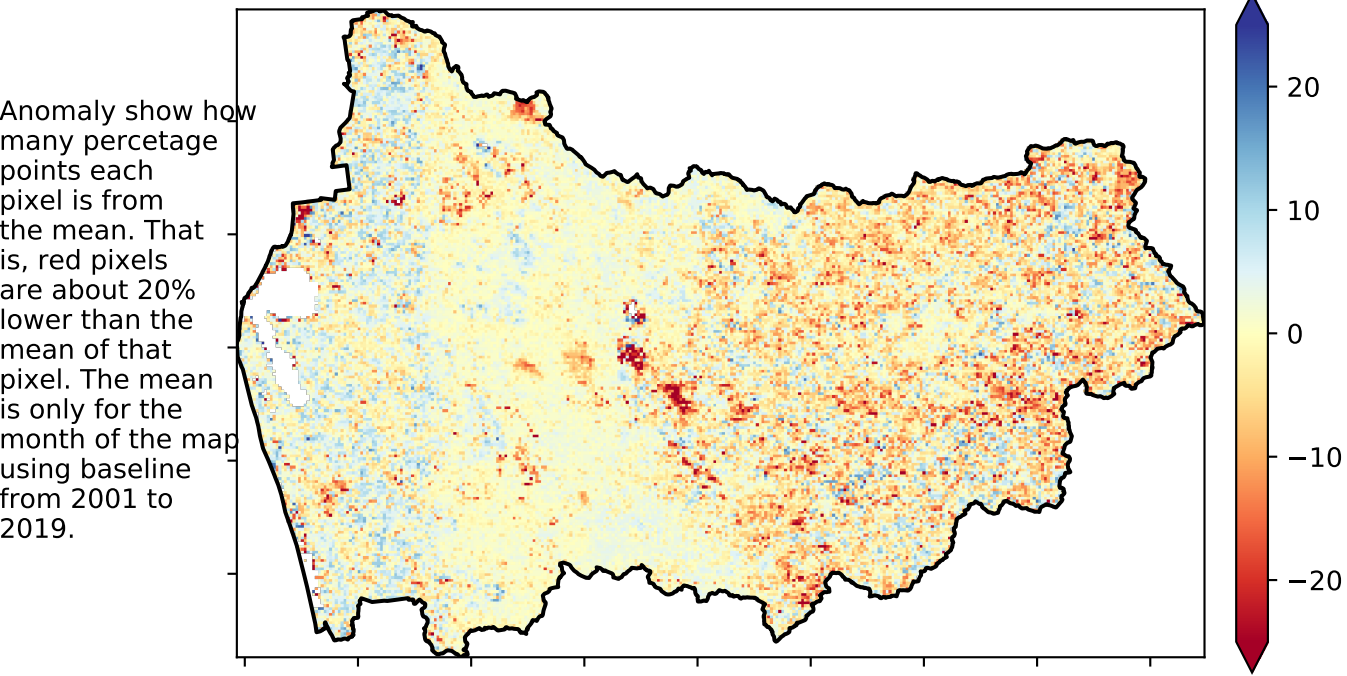 Anomaly show how
many percetage
points each
pixel is from
the mean. That
is, red pixels
are about 20%
lower than the
mean of that
pixel. The mean
is only for the
month of the map
using baseline
from 2001 to
2019.
20
10
0
−10
−20